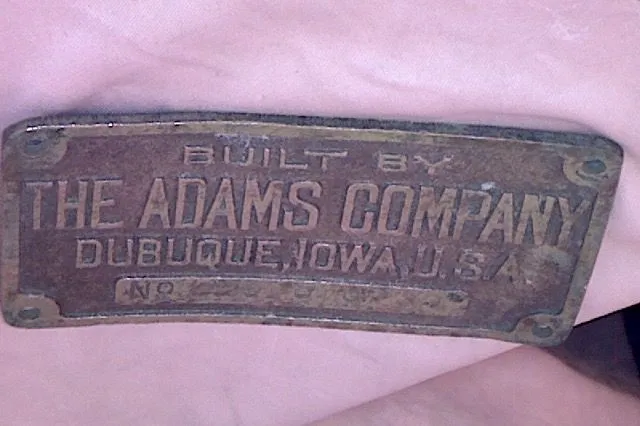 BUILT BY
THE ADAMS COMPANY
DUBUQUE, IOWA, U.S.A.
NO